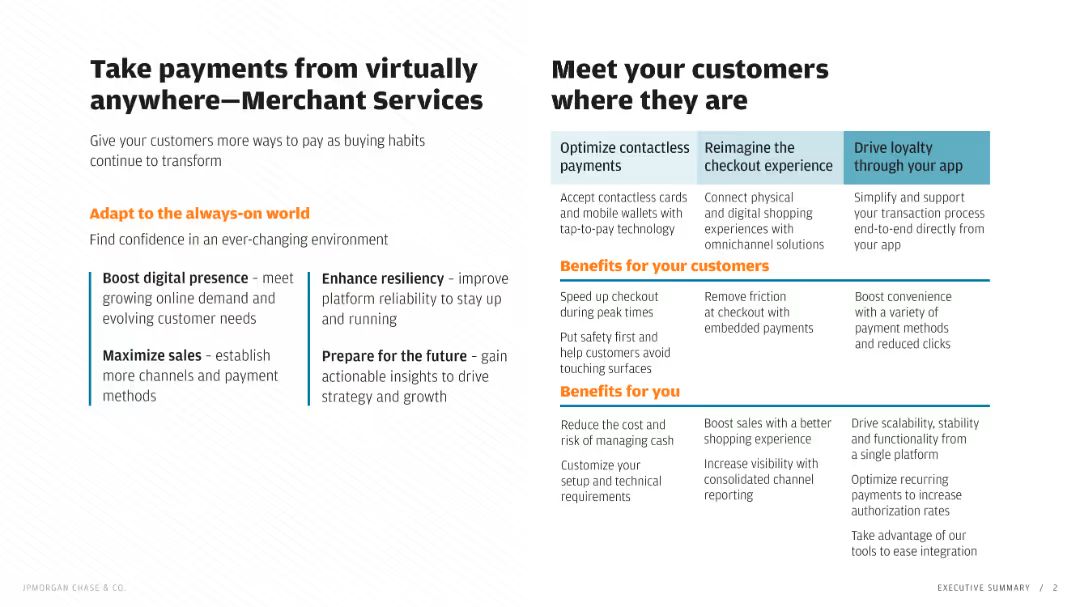 Take payments from virtually
anywhere—Merchant Services
Give your customers more ways to pay as buying habits
continue to transform
Adapt to the always-on world
Find confidence in an ever-changing environment
Boost digital presence – meet
growing online demand and
evolving customer needs
Maximize sales – establish
more channels and payment
methods
Enhance resiliency – improve
platform reliability to stay up
and running
Prepare for the future – gain
actionable insights to drive
strategy and growth
Meet your customers
where they are
Optimize contactless
payments
Reimagine the
checkout experience
Drive loyalty
through your app
Accept contactless cards
and mobile wallets with
tap-to-pay technology
Connect physical
and digital shopping
experiences with
omnichannel solutions
Simplify and support
your transaction process
end-to-end directly from
your app
Benefits for your customers
Speed up checkout
during peak times
Put safety first and
help customers avoid
touching surfaces
Remove friction
at checkout with
embedded payments
Boost convenience
with a variety of
payment methods
and reduced clicks
Benefits for you
Reduce the cost and
risk of managing cash
Customize your
setup and technical
requirements
Boost sales with a better
shopping experience
Increase visibility with
consolidated channel
reporting
Drive scalability, stability
and functionality from
a single platform
Optimize recurring
payments to increase
authorization rates
Take advantage of our
tools to ease integration
JPMORGAN CHASE & CO.
EXECUTIVE SUMMARY / 2